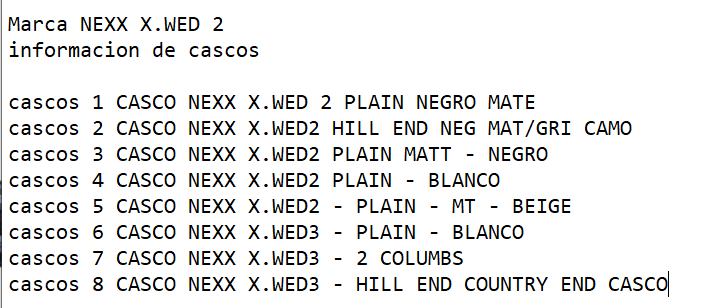 Marca NEXX X.WED 2
informacion de cascos
cascos 1 CASCO NEXX X.WED 2 PLAIN NEGRO MATE
cascos 2 CASCO NEXX X.WED2 HILL END NEG MAT/GRI CAMO
cascos 3 CASCO NEXX X.WED2 PLAIN MATT - NEGRO
cascos 4 CASCO NEXX X.WED2 PLAIN - BLANCO
cascos 5 CASCO NEXX X.WED2 - PLAIN - MT - BEIGE
cascos 6 CASCO NEXX X.WED3 - PLAIN - BLANCO
cascos 7 CASCO NEXX X.WED3 - 2 COLUMBS
cascos 8 CASCO NEXX X.WED3 - HILL END COUNTRY END CASCO